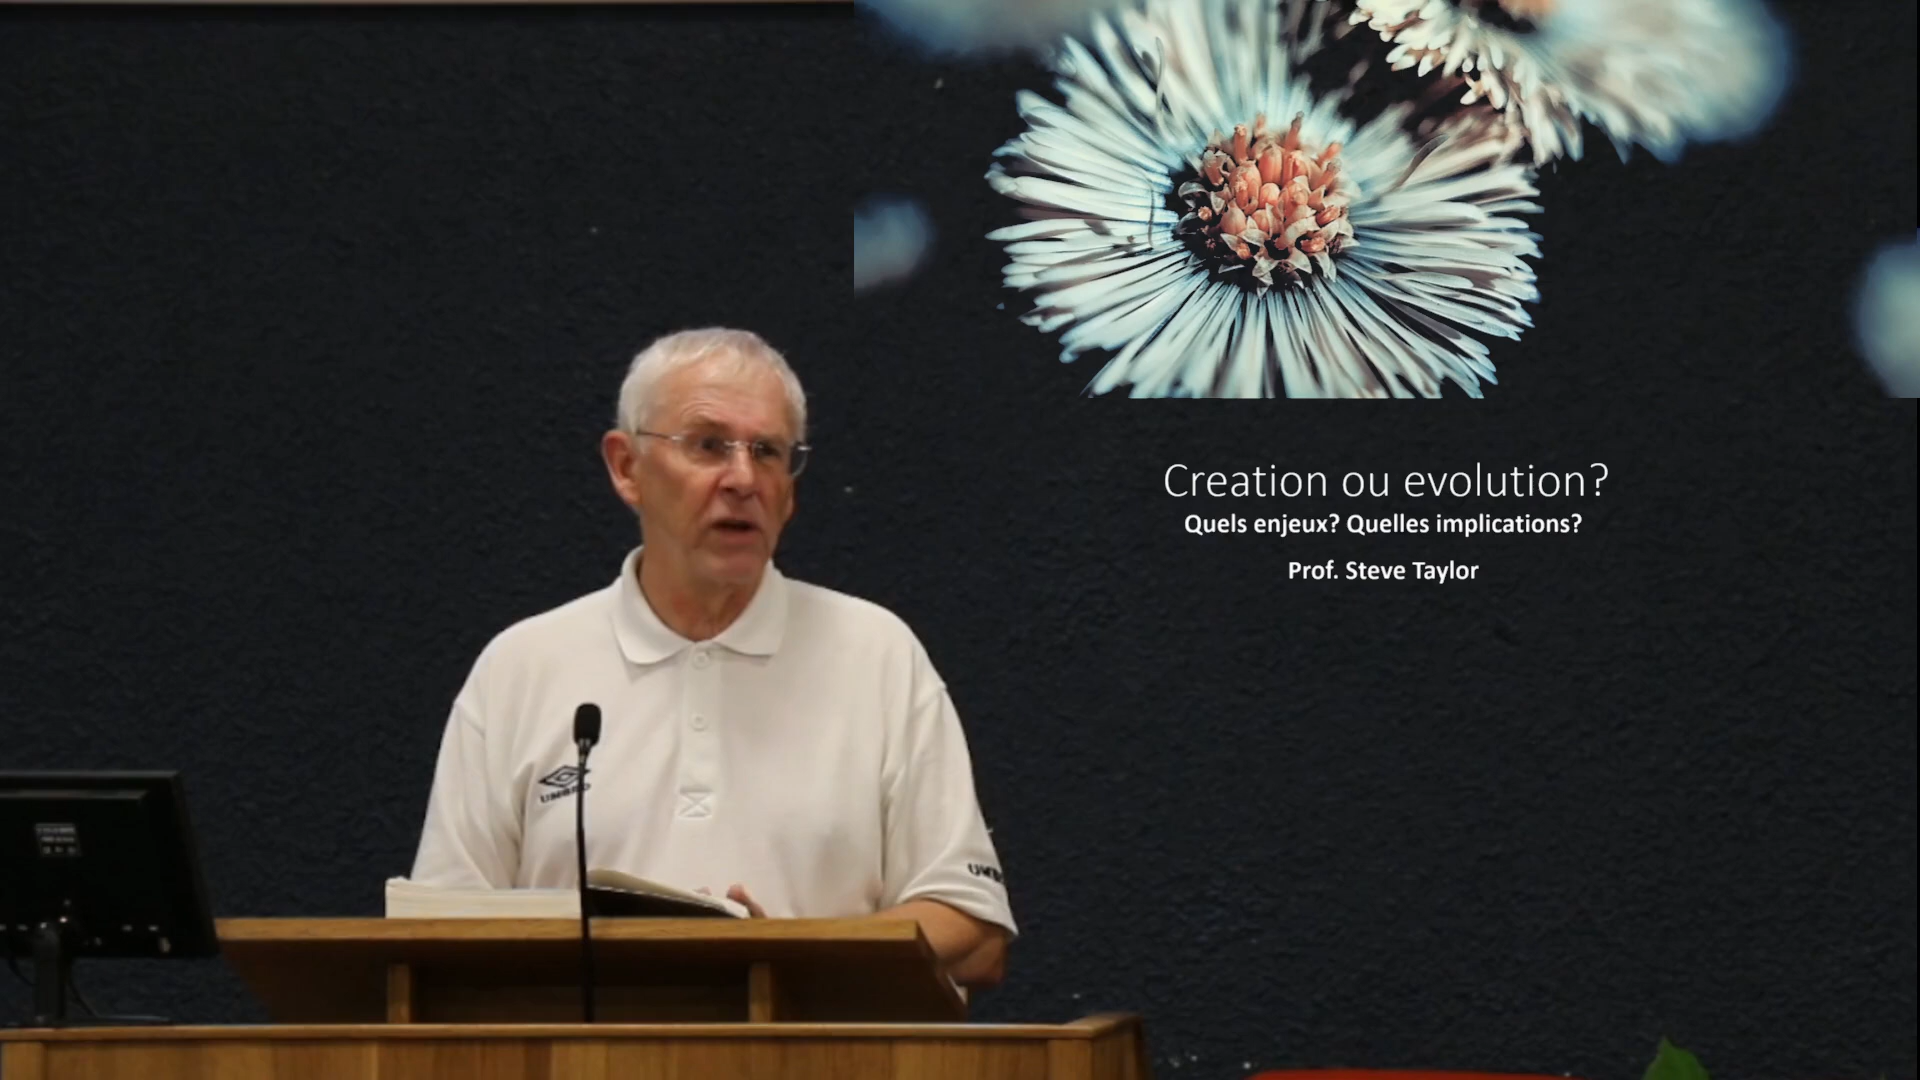 Creation ou evolution?
Quels enjeux? Quelles implications?
Prof. Steve Taylor